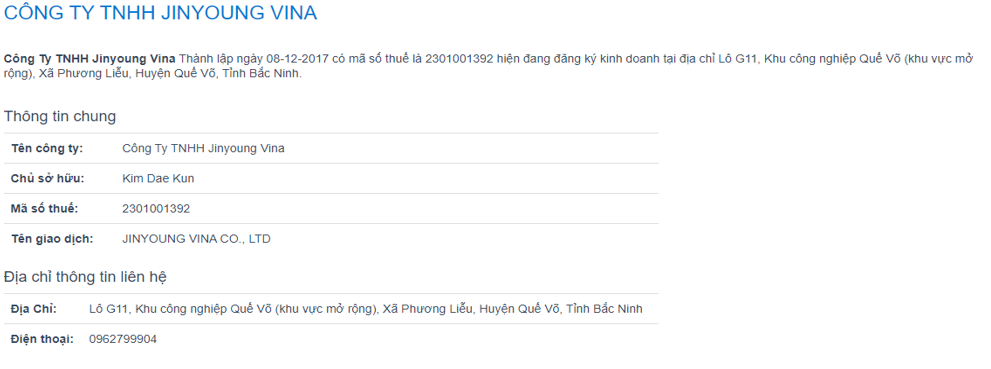 CÔNG TY TNHH JINYOUNG VINA
Công Ty TNHH Jinyoung Vina Thành lập ngày 08-12-2017 có mã số thuế là 2301001392 hiện đang đăng ký kinh doanh tại địa chỉ Lô G11, Khu công nghiệp Quế Võ (khu vực mở
rộng), Xã Phương Liễu, Huyện Quế Võ, Tỉnh Bắc Ninh.
Thông tin chung
Tên công ty: Công Ty TNHH Jinyoung Vina
Chủ sở hữu: Kim Dae Kun
Mã số thuế: 2301001392
Tên giao dịch: JINYOUNG VINA CO., LTD
Địa chỉ thông tin liên hệ
Địa Chỉ: Lô G11, Khu công nghiệp Quế Võ (khu vực mở rộng), Xã Phương Liễu, Huyện Quế Võ, Tỉnh Bắc Ninh
Điện thoại: 0962799904